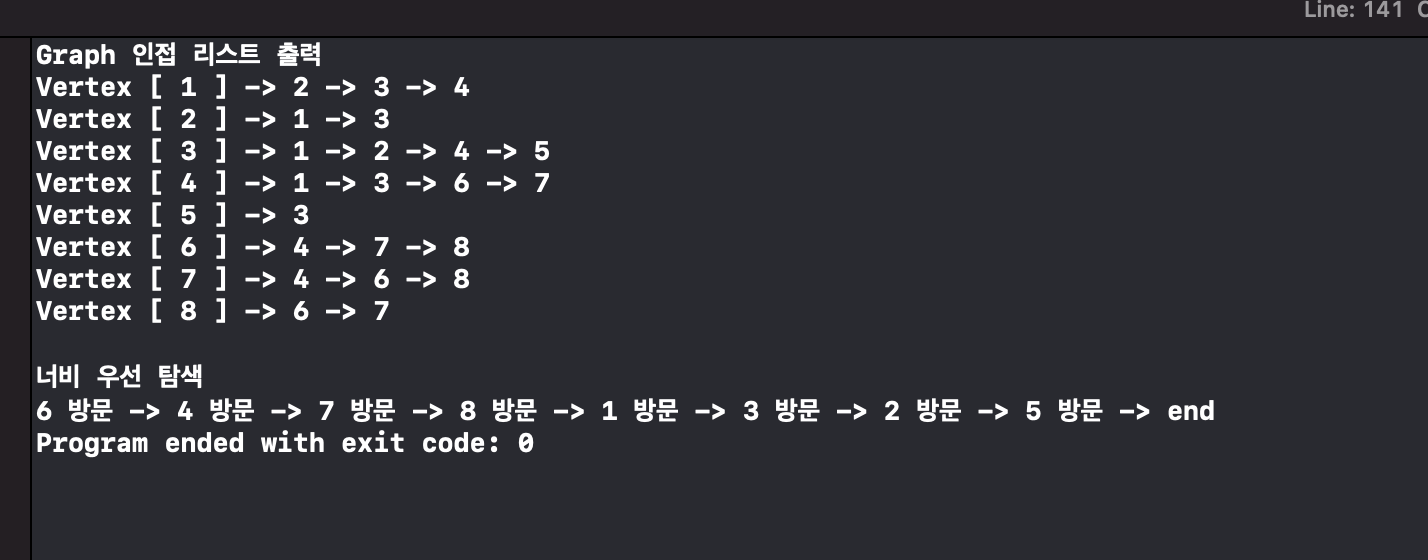 Line: 141
Graph 인접 리스트 출력
Vertex [ 1 ] -> 2 -> 3 -> 4
Vertex [ 2 ] -> 1 -> 3
Vertex [ 3 ] -> 1 -> 2 -> 4 -> 5
Vertex [ 4 ] -> 1 -> 3 -> 6 -> 7
Vertex [ 5 ] -> 3
Vertex [ 6 ] -> 4 -> 7 -> 8
Vertex [ 7 ] -> 4 -> 6 -> 8
Vertex [ 8 ] -> 6 -> 7
너비 우선 탐색
6 방문 -> 4 방문 -> 7 방문 -> 8 방문 -> 1 방문 -> 3 방문 -> 2 방문 -> 5 방문 -> end
Program ended with exit code: 0